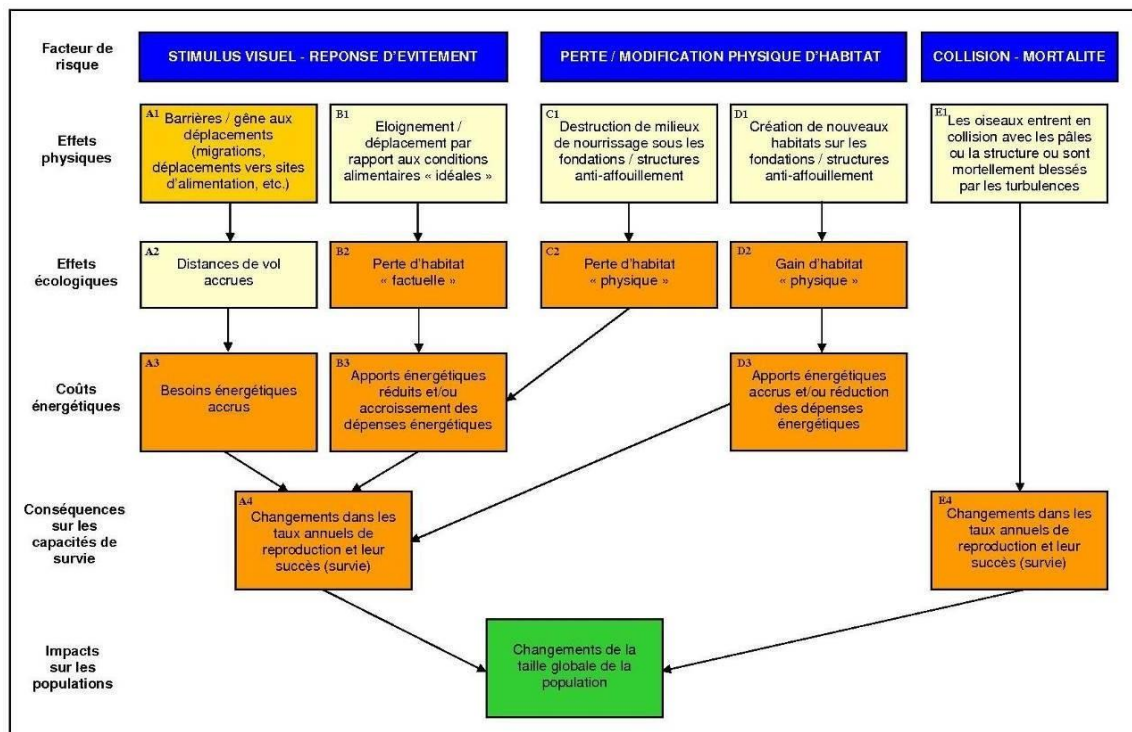 Facteur de
risque
STIMULUS VISUEL - REPONSE D'EVITEMENT
PERTE / MODIFICATION PHYSIQUE D'HABITAT
COLLISION - MORTALITE
Effets
physiques
A1
Barrières / gêne aux
déplacements
(migrations,
déplacements vers sites
d'alimentation, etc.)
B1
Eloignement /
déplacement par
rapport aux conditions
alimentaires « idéales »
C1
Destruction de milieux
de nourrissage sous les
fondations / structures
anti-affouillement
D1
Création de nouveaux
habitats sur les
fondations / structures
anti-affouillement
E1
Les oiseaux entrent en
collision avec les pâles
ou la structure ou sont
mortellement blessés
par les turbulences
Effets
écologiques
A2
Distances de vol
accrues
B2
Perte d'habitat
« factuelle »
C2
Perte d'habitat
« physique »
D2
Gain d'habitat
« physique »
Coûts
énergétiques
A3
Besoins énergétiques
accrus
B3
Apports énergétiques
réduits et/ou
accroissement des
dépenses énergétiques
D3
Apports énergétiques
accrus et/ou réduction
des dépenses
énergétiques
Conséquences
sur les
capacités de
survie
A4
Changements dans les
taux annuels de
reproduction et leur
succès (survie)
E4
Changements dans les
taux annuels de
reproduction et leur
succès (survie)
Impacts
sur les
populations
Changements de la
taille globale de la
population